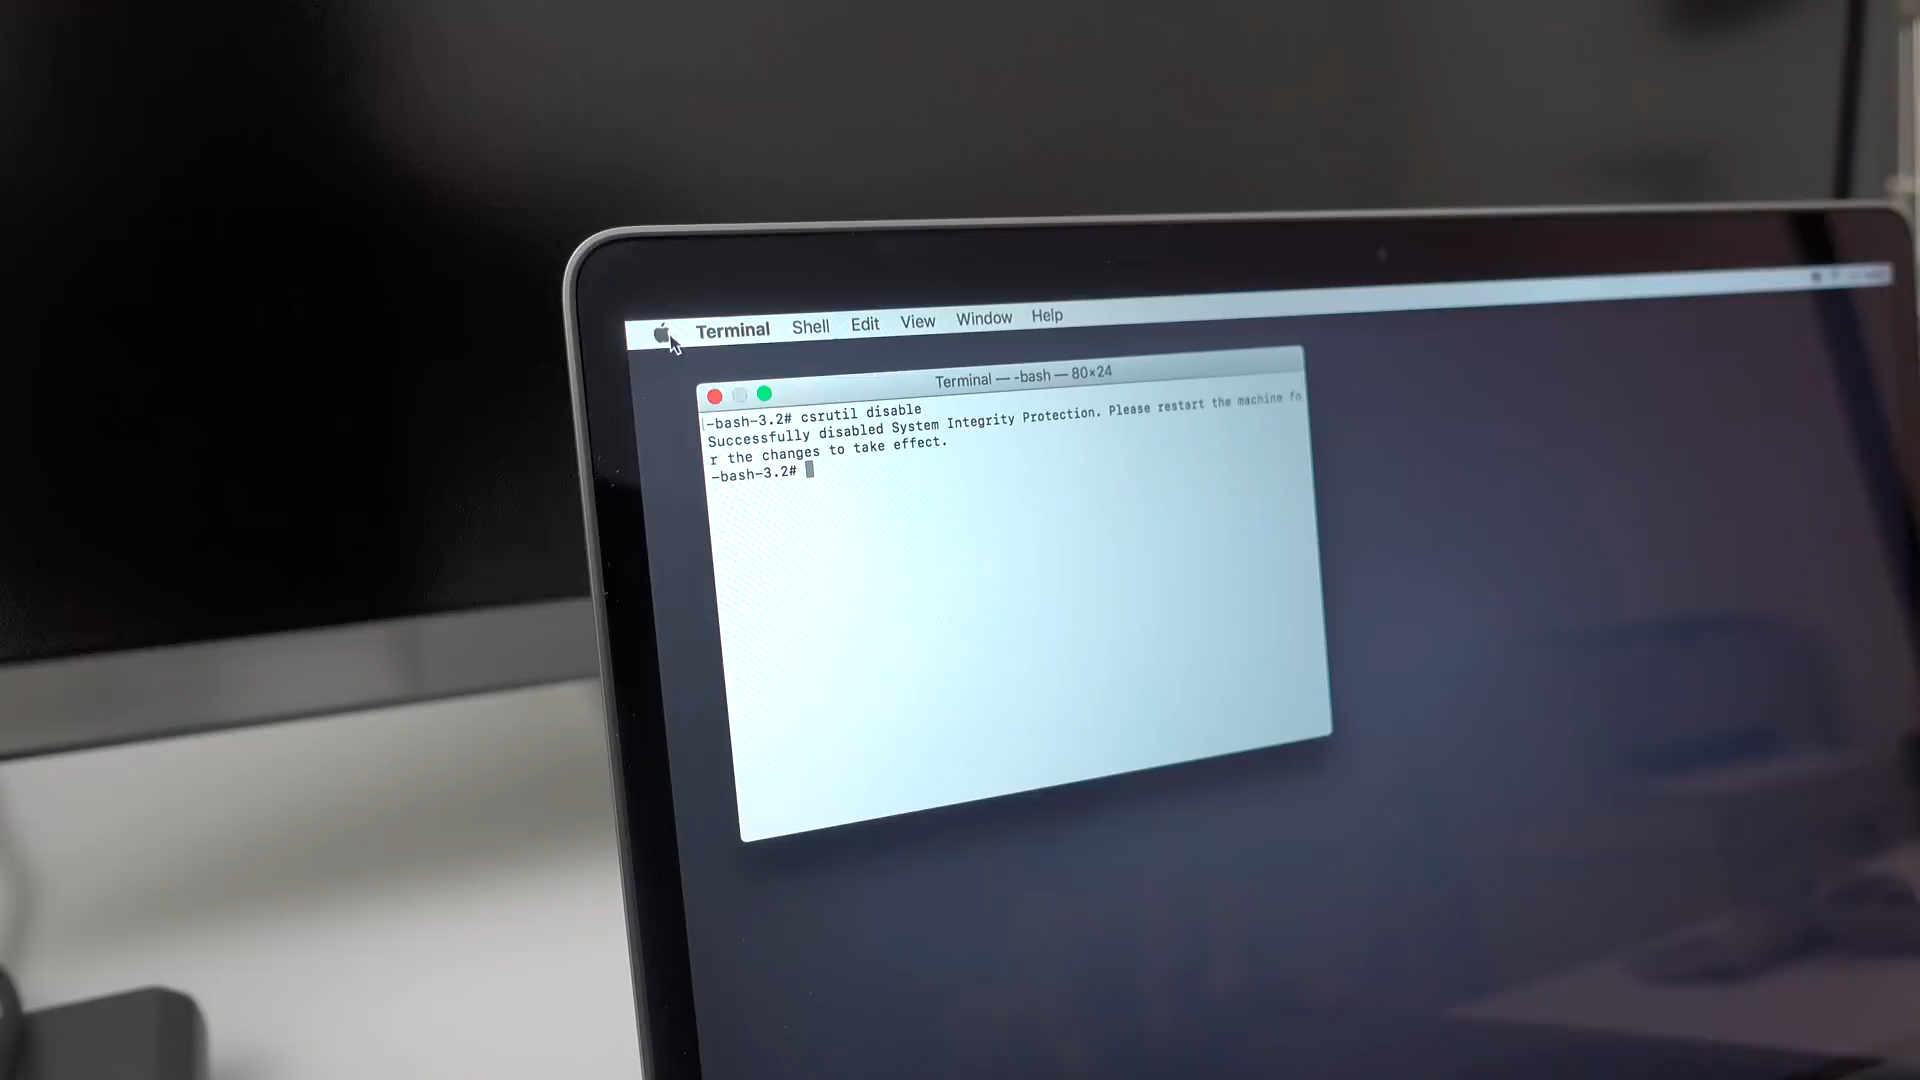 Terminal Shell Edit View Window Help
Terminal — -bash — 80×24
-bash-3.2# csrutil disable
Successfully disabled System Integrity Protection. Please restart the machine fo
r the changes to take effect.
-bash-3.2#